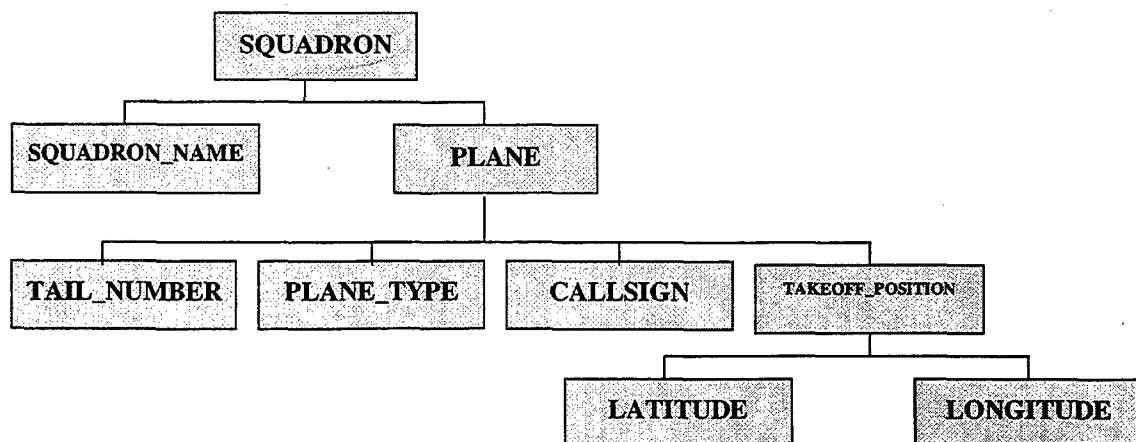 SQUADRON
SQUADRON_NAME
PLANE
TAIL_NUMBER
PLANE_TYPE
CALLSIGN
TAKEOFF_POSITION
LATITUDE
LONGITUDE